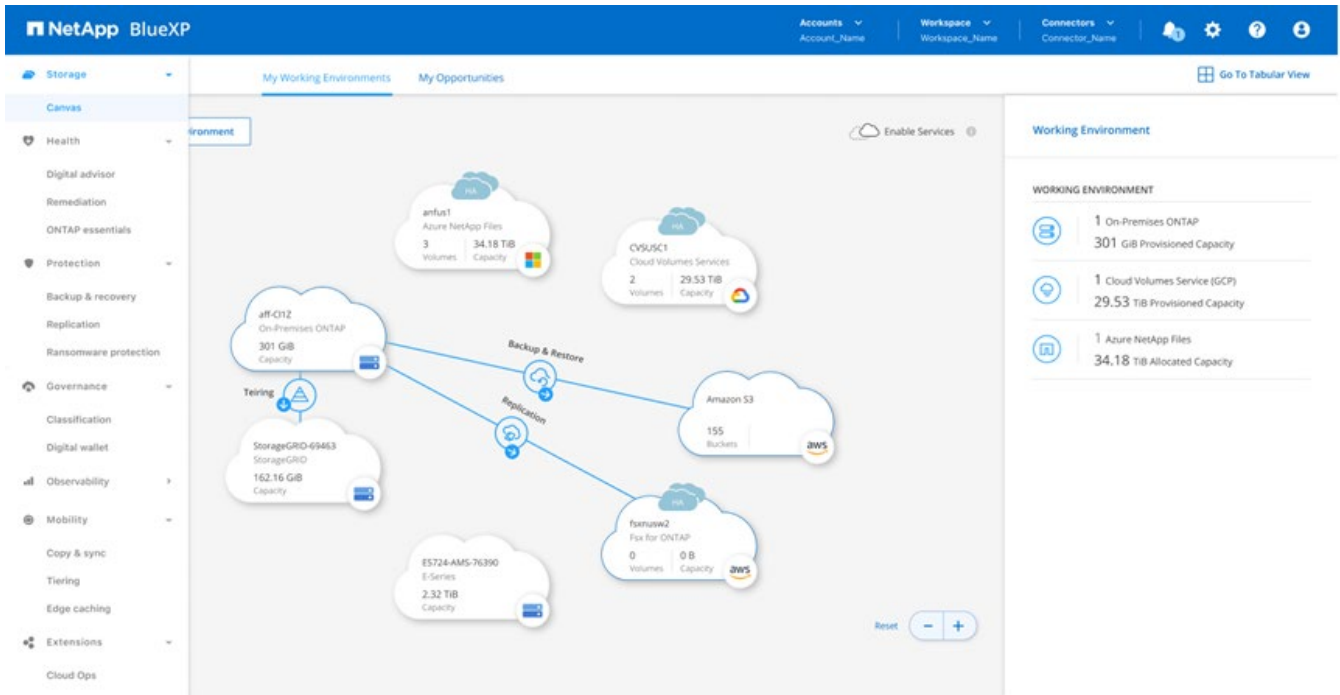 NetApp BlueXP
Accounts
Account_Name
Workspace
Workspace_Name
Connectors
Connector_Name
1
Storage
Canvas
Health
Digital advisor
Remediation
ONTAP essentials
Protection
Backup & recovery
Replication
Ransomware protection
Governance
Classification
Digital wallet
Observability
Mobility
Copy & sync
Tiering
Edge caching
Extensions
Cloud Ops
My Working Environments
My Opportunities
Go To Tabular View
ironment
Enable Services
HA
anfus1
Azure NetApp Files
3 34.18 TiB
Volumes Capacity
HA
CVSUSC1
Cloud Volumes Services
2 29.53 TiB
Volumes Capacity
aff-CI1Z
On-Premises ONTAP
301 GiB
Capacity
Backup & Restore
Replication
Teiring
Amazon S3
155
Buckets
aws
StorageGRID-69463
StorageGRID
162.16 GiB
Capacity
HA
fsxnusw2
Fsx for ONTAP
0 0 B
Volumes Capacity
aws
E5724-AMS-76390
E-Series
2.32 TiB
Capacity
Reset
Working Environment
WORKING ENVIRONMENT
1 On-Premises ONTAP
301 GiB Provisioned Capacity
1 Cloud Volumes Service (GCP)
29.53 TiB Provisioned Capacity
1 Azure NetApp Files
34.18 TiB Allocated Capacity